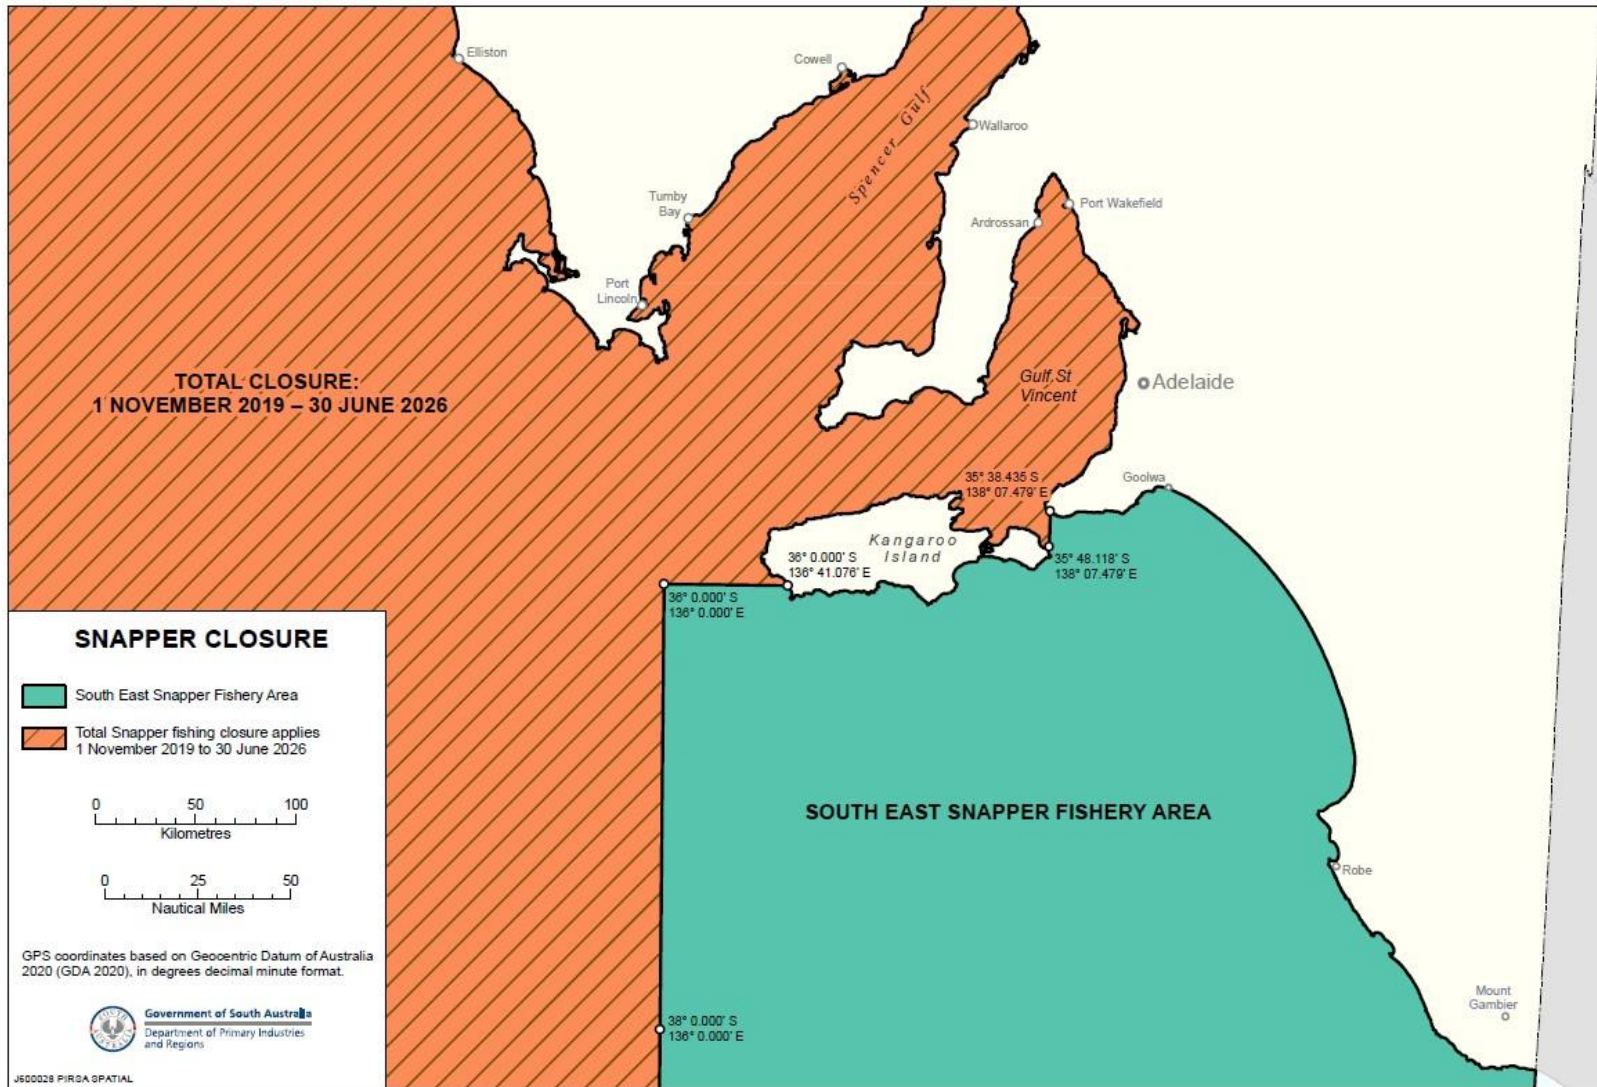 Elliston
Cowell
Spencer Gulf
Wallaroo
Tumby
Bay
Ardrossan
Port Wakefield
Port
Lincoln
TOTAL CLOSURE:
1 NOVEMBER 2019 – 30 JUNE 2026
Gulf St
Vincent
Adelaide
35° 38.435 S
138° 07.479' E
Goolwa
Kangaroo
Island
36° 0.000' S
136° 41.076' E
35° 48.118' S
138° 07.479' E
36° 0.000' S
136° 0.000' E
SNAPPER CLOSURE
South East Snapper Fishery Area
Total Snapper fishing closure applies
1 November 2019 to 30 June 2026
0 50 100
Kilometres
0 25 50
Nautical Miles
GPS coordinates based on Geocentric Datum of Australia
2020 (GDA 2020), in degrees decimal minute format.
SOUTH AUSTRALIA
Government of South Australia
Department of Primary Industries
and Regions
J600028 PIRSA SPATIAL
SOUTH EAST SNAPPER FISHERY AREA
Robe
Mount
Gambier
38° 0.000' S
136° 0.000' E